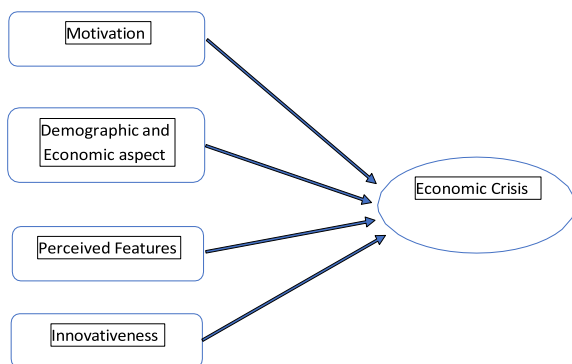 Motivation
Demographic and
Economic aspect
Economic Crisis
Perceived Features
Innovativeness